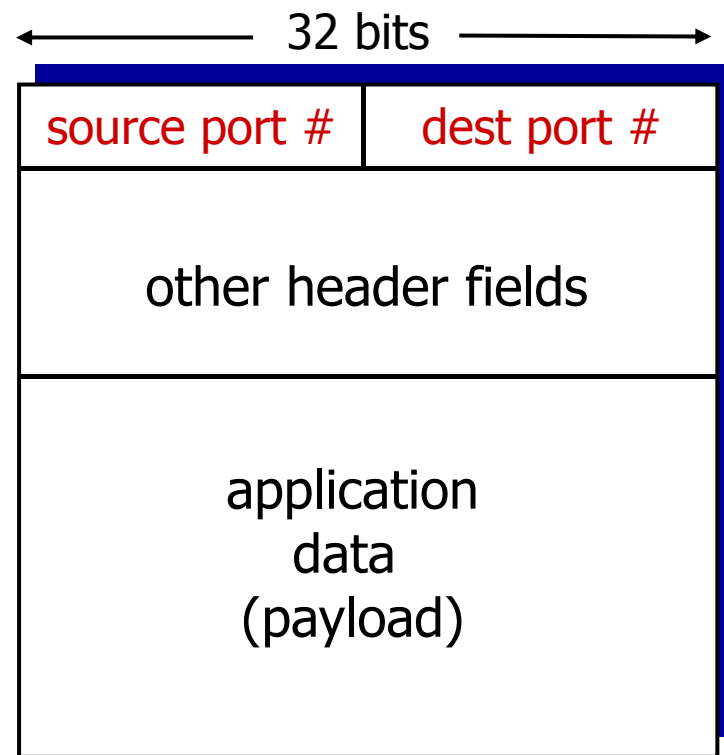 32 bits
source port # dest port #
other header fields
application
data
(payload)